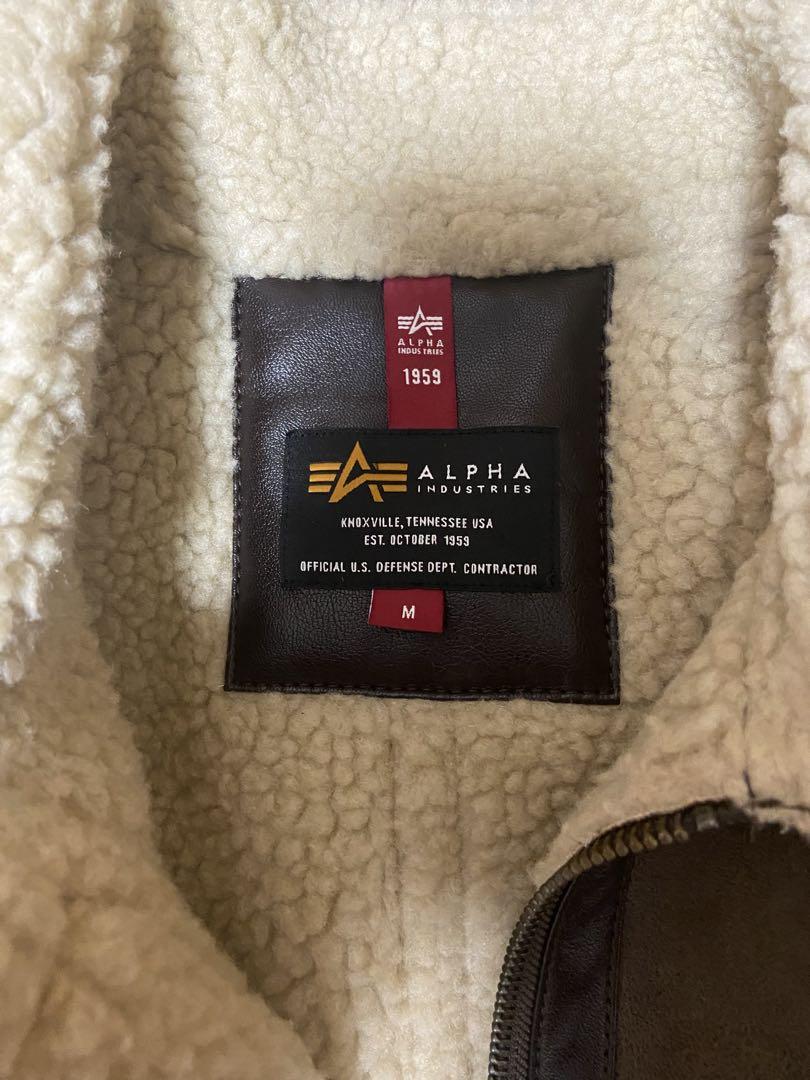 ALPHA
INDUSTRIES
1959
ALPHA
INDUSTRIES
KNOXVILLE, TENNESSEE USA
EST. OCTOBER 1959
OFFICIAL U.S. DEFENSE DEPT. CONTRACTOR
M